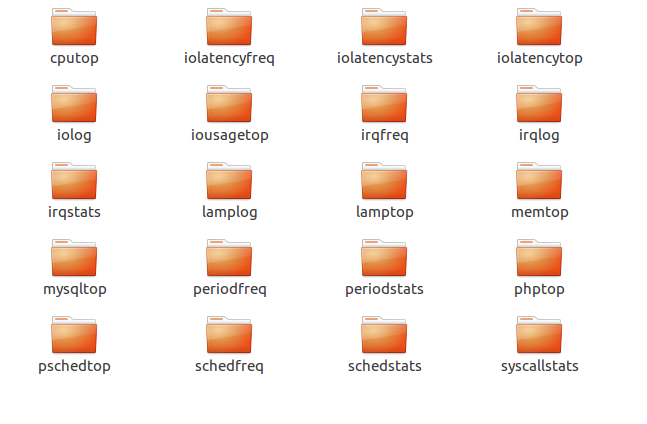 cputop iolatencyfreq iolatencystats iolatencytop
iolog iousagetop irqfreq irqlog
irqstats lamplog lamptop memtop
mysqltop periodfreq periodstats phptop
pschedtop schedfreq schedstats syscallstats